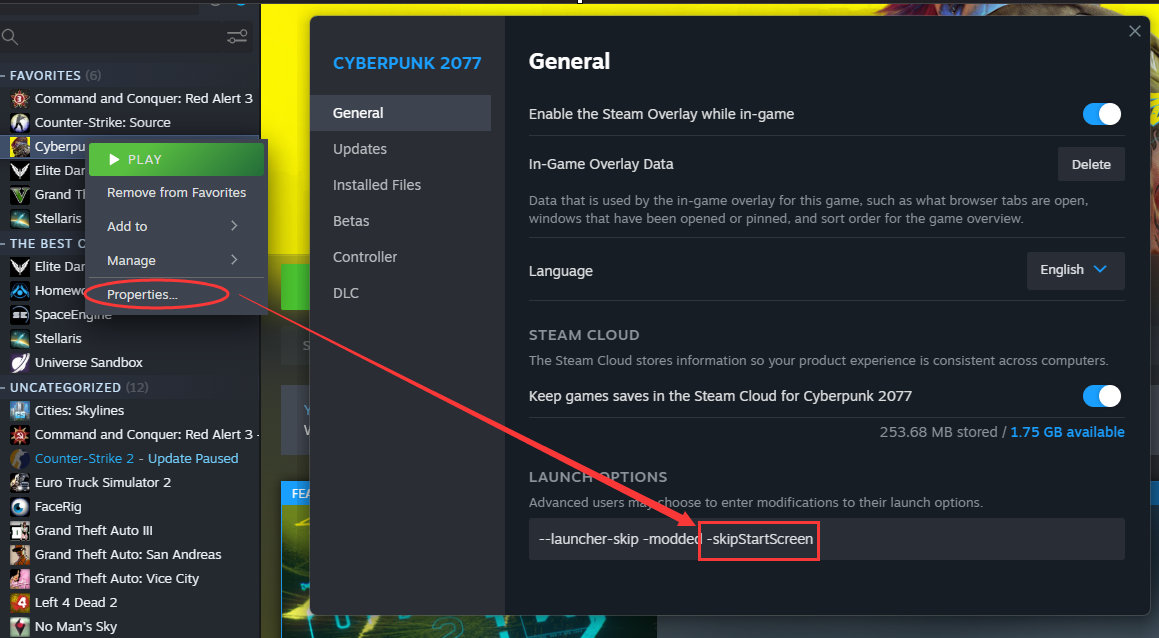 FAVORITES (6)
Command and Conquer: Red Alert 3
Counter-Strike: Source
Cyberpu
Elite Dan
Grand Th
Stellaris
THE BEST O
Elite Dan
Homewo
SpaceEngine
Stellaris
Universe Sandbox
UNCATEGORIZED (12)
Cities: Skylines
Command and Conquer: Red Alert 3 -
Counter-Strike 2 - Update Paused
Euro Truck Simulator 2
FaceRig
Grand Theft Auto III
Grand Theft Auto: San Andreas
Grand Theft Auto: Vice City
Left 4 Dead 2
No Man's Sky
PLAY
Remove from Favorites
Add to
Manage
Properties...
CYBERPUNK 2077
General
Updates
Installed Files
Betas
Controller
DLC
General
Enable the Steam Overlay while in-game
In-Game Overlay Data
Delete
Data that is used by the in-game overlay for this game, such as what browser tabs are open,
windows that have been opened or pinned, and sort order for the game overview.
Language
English
STEAM CLOUD
The Steam Cloud stores information so your product experience is consistent across computers.
Keep games saves in the Steam Cloud for Cyberpunk 2077
253.68 MB stored / 1.75 GB available
LAUNCH OPTIONS
Advanced users may choose to enter modifications to their launch options.
--launcher-skip -modded -skipStartScreen
FEA